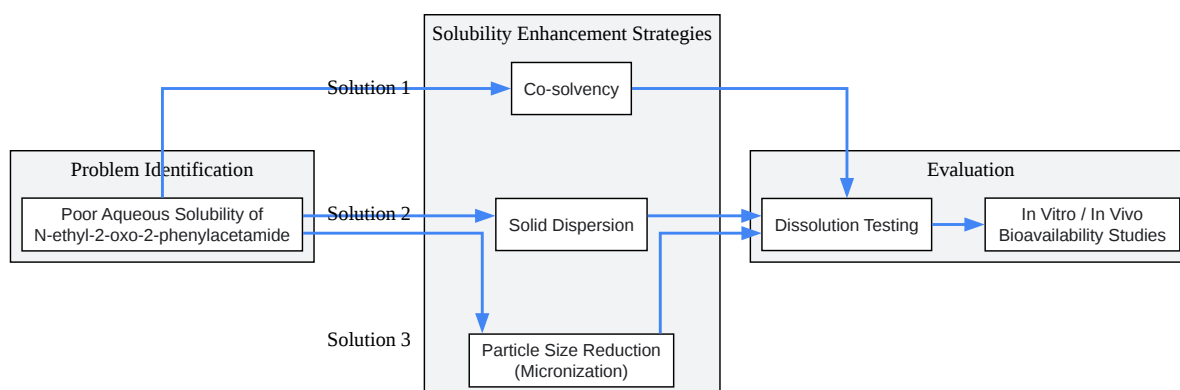 Solubility Enhancement Strategies
Solution 1
Co-solvency
Problem Identification
Evaluation
Poor Aqueous Solubility of
N-ethyl-2-oxo-2-phenylacetamide
Solution 2
Solid Dispersion
Dissolution Testing
In Vitro / In Vivo
Bioavailability Studies
Solution 3
Particle Size Reduction
(Micronization)